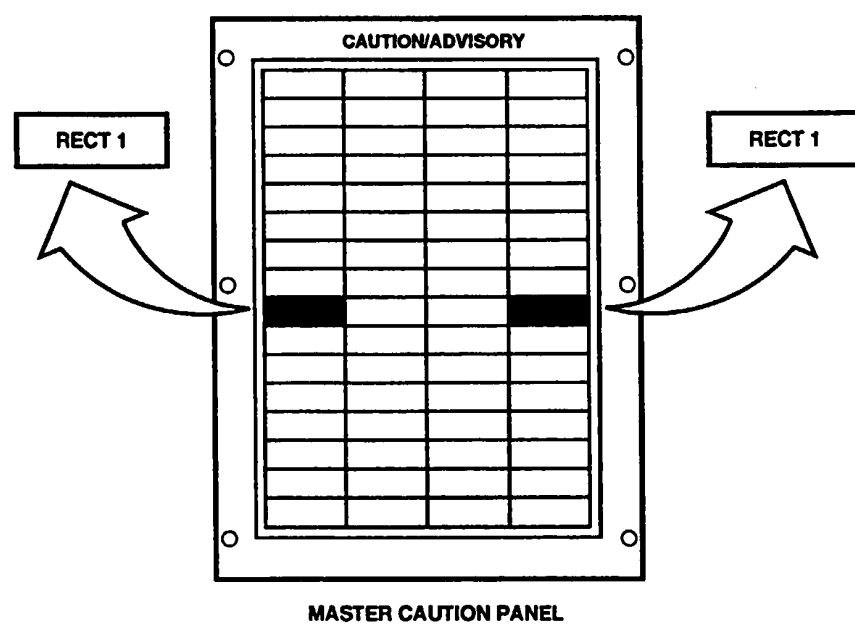 CAUTION/ADVISORY
RECT 1
RECT 1
MASTER CAUTION PANEL